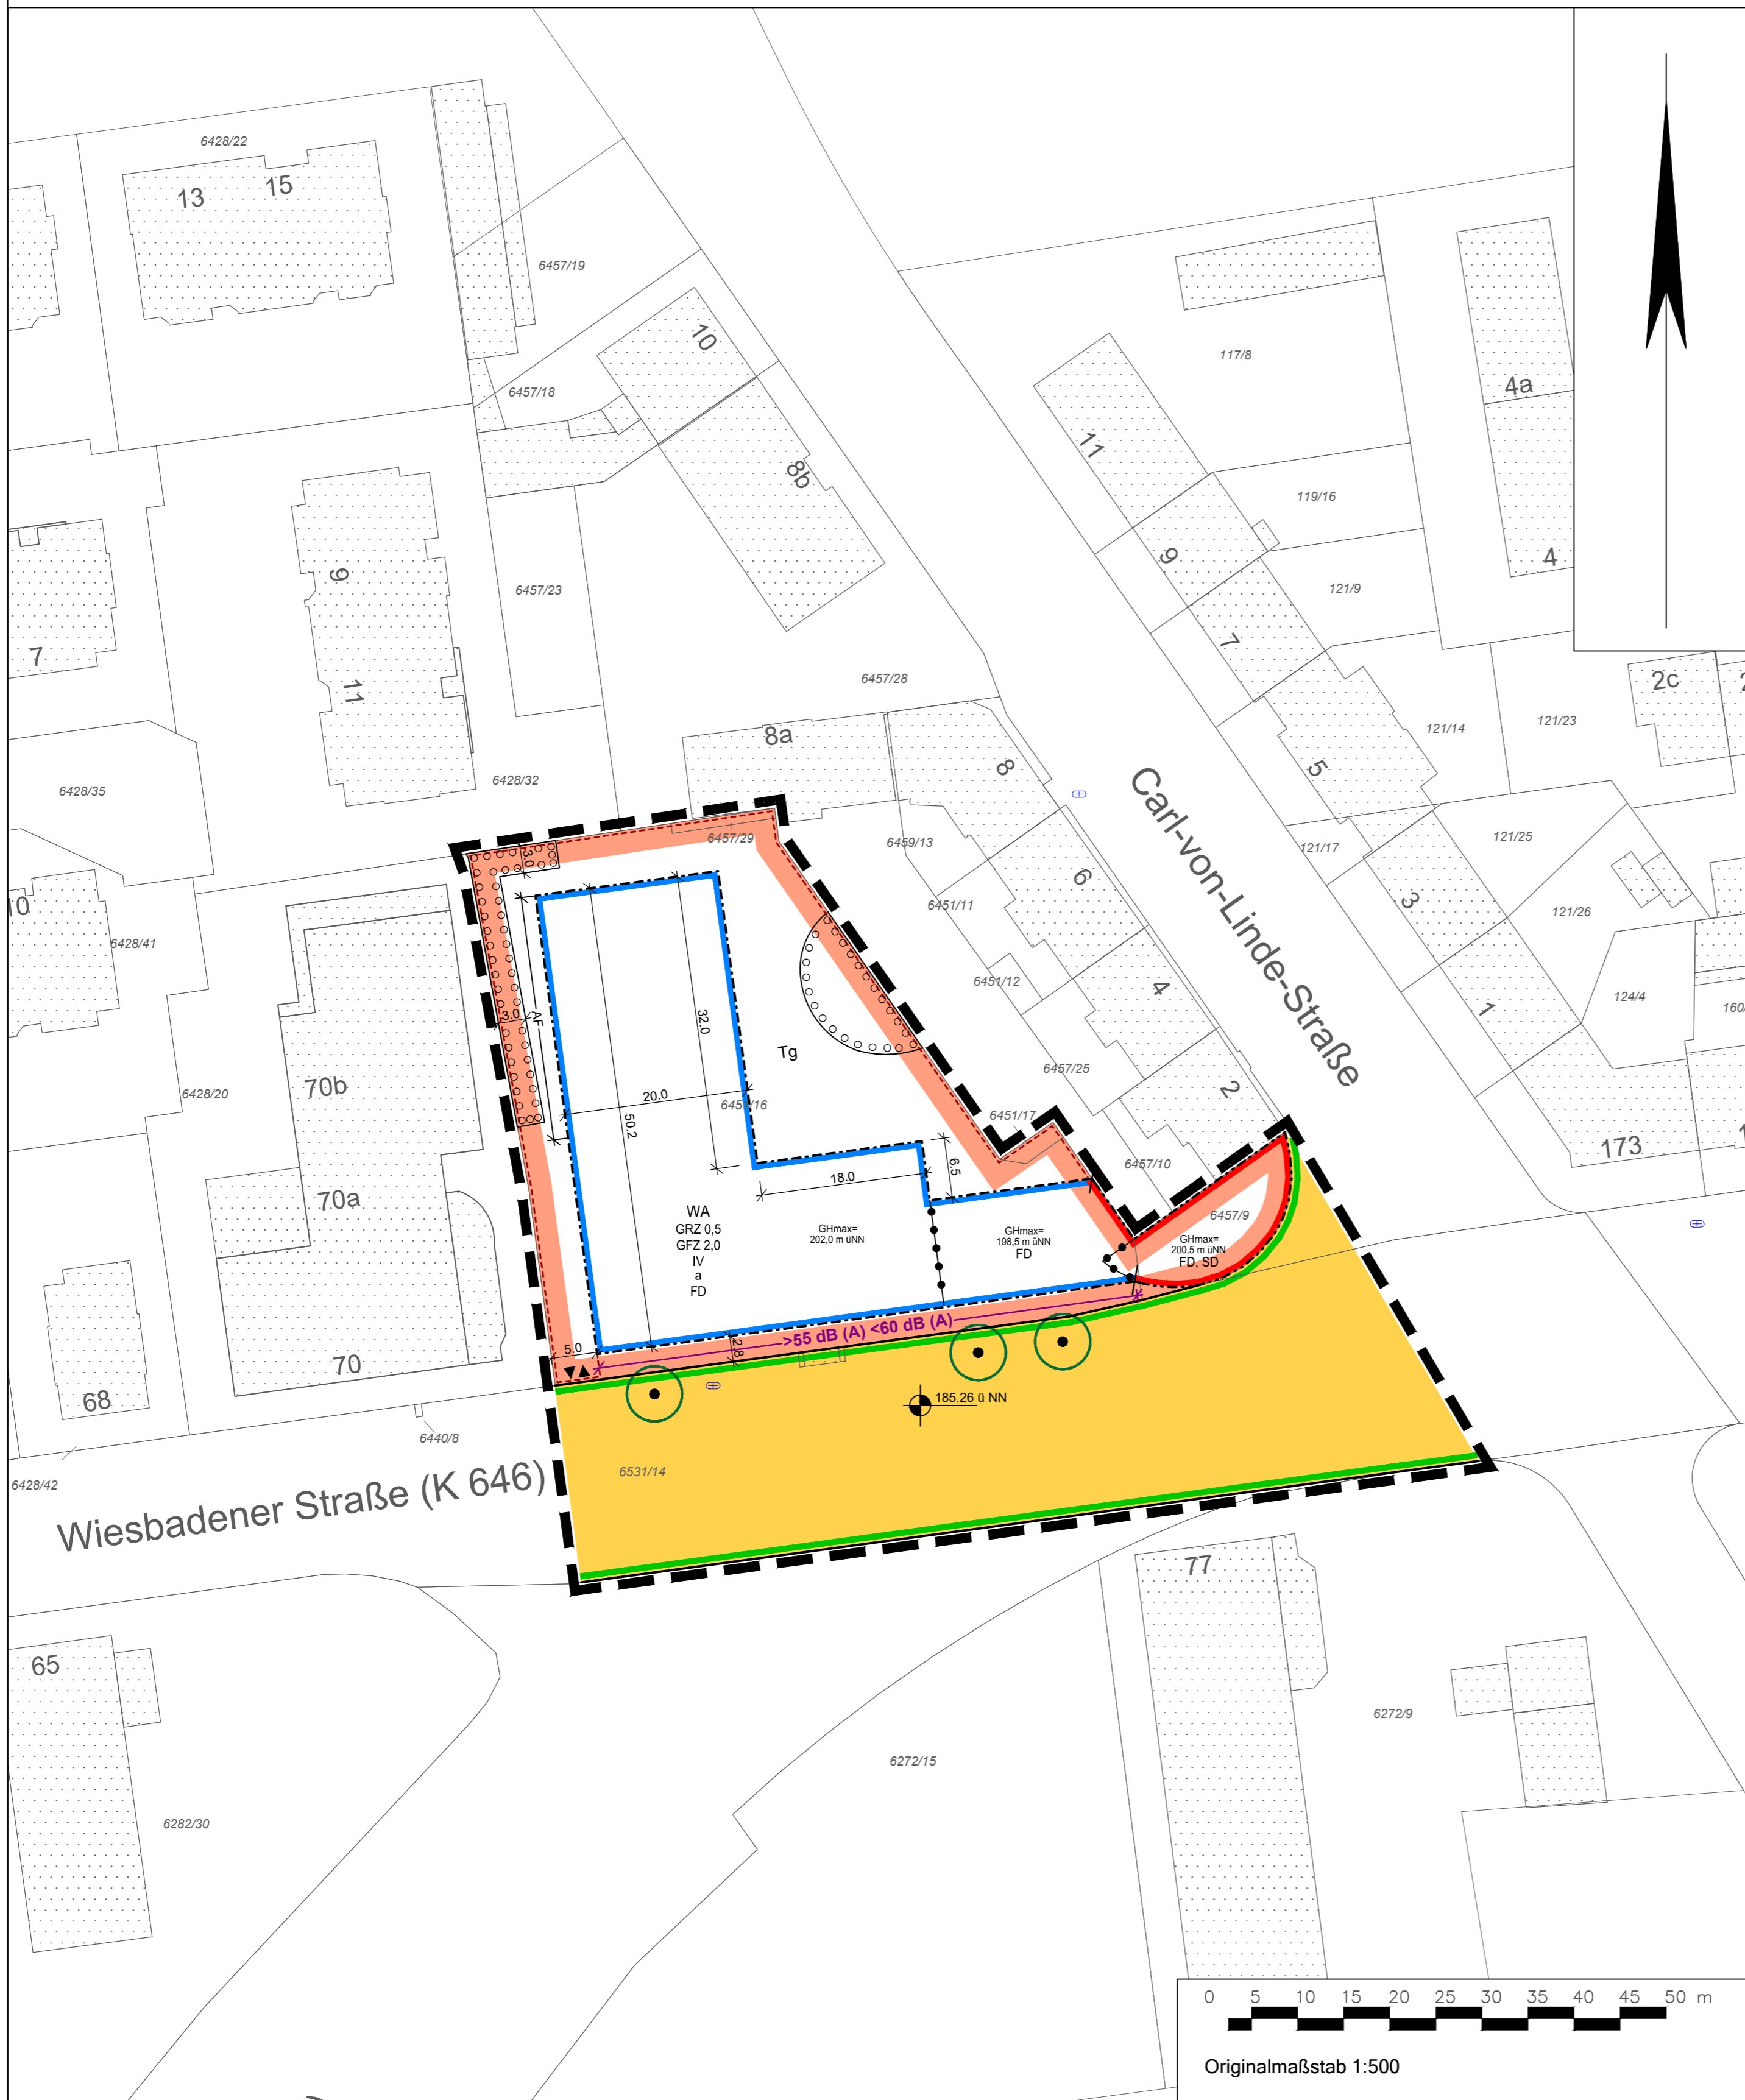 6428/22
13
15
6457/19
10
6457/18
8b
117/8
4a
11
119/16
9
4
9
6457/23
121/9
7
7
11
6457/28
2c
121/14
121/23
8a
8
5
6428/32
6428/35
Carl-von-Linde-Straße
6457/29
6459/13
121/25
121/17
3.0
6
3
10
6428/41
6451/11
121/26
6451/12
4
124/4
1
160
3.0
AF
32.0
Tg
70b
6428/20
20.0
50.2
6457/25
2
6451/17
173
1
70a
6.5
6457/10
18.0
WA
GRZ 0,5
GFZ 2,0
IV
a
FD
GHmax=
202,0 m üNN
GHmax=
198,5 m üNN
FD
6457/9
GHmax=
200,5 m üNN
FD, SD
>55 dB (A) <60 dB (A)
5.0
2.8
70
68
185.26 ü NN
6440/8
6531/14
6428/42
Wiesbadener Straße (K 646)
77
65
6272/9
6272/15
6282/30
0 5 10 15 20 25 30 35 40 45 50 m
Originalmaßstab 1:500